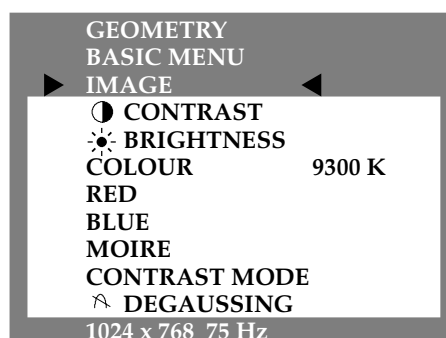 GEOMETRY
BASIC MENU
IMAGE
CONTRAST
BRIGHTNESS
COLOUR 9300 K
RED
BLUE
MOIRE
CONTRAST MODE
DEGAUSSING
1024 x 768 75 Hz